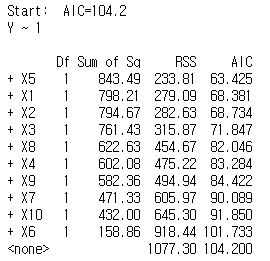 Start:  AIC=104.2
Y ~ 1

       Df Sum of Sq     RSS     AIC
+ X5    1    843.49  233.81  63.425
+ X1    1    798.21  279.09  68.381
+ X2    1    794.67  282.63  68.734
+ X3    1    761.43  315.87  71.847
+ X8    1    622.63  454.67  82.046
+ X4    1    602.08  475.22  83.284
+ X9    1    582.36  494.94  84.422
+ X7    1    471.33  605.97  90.089
+ X10   1    432.00  645.30  91.850
+ X6    1    158.86  918.44 101.733
<none>              1077.30 104.200